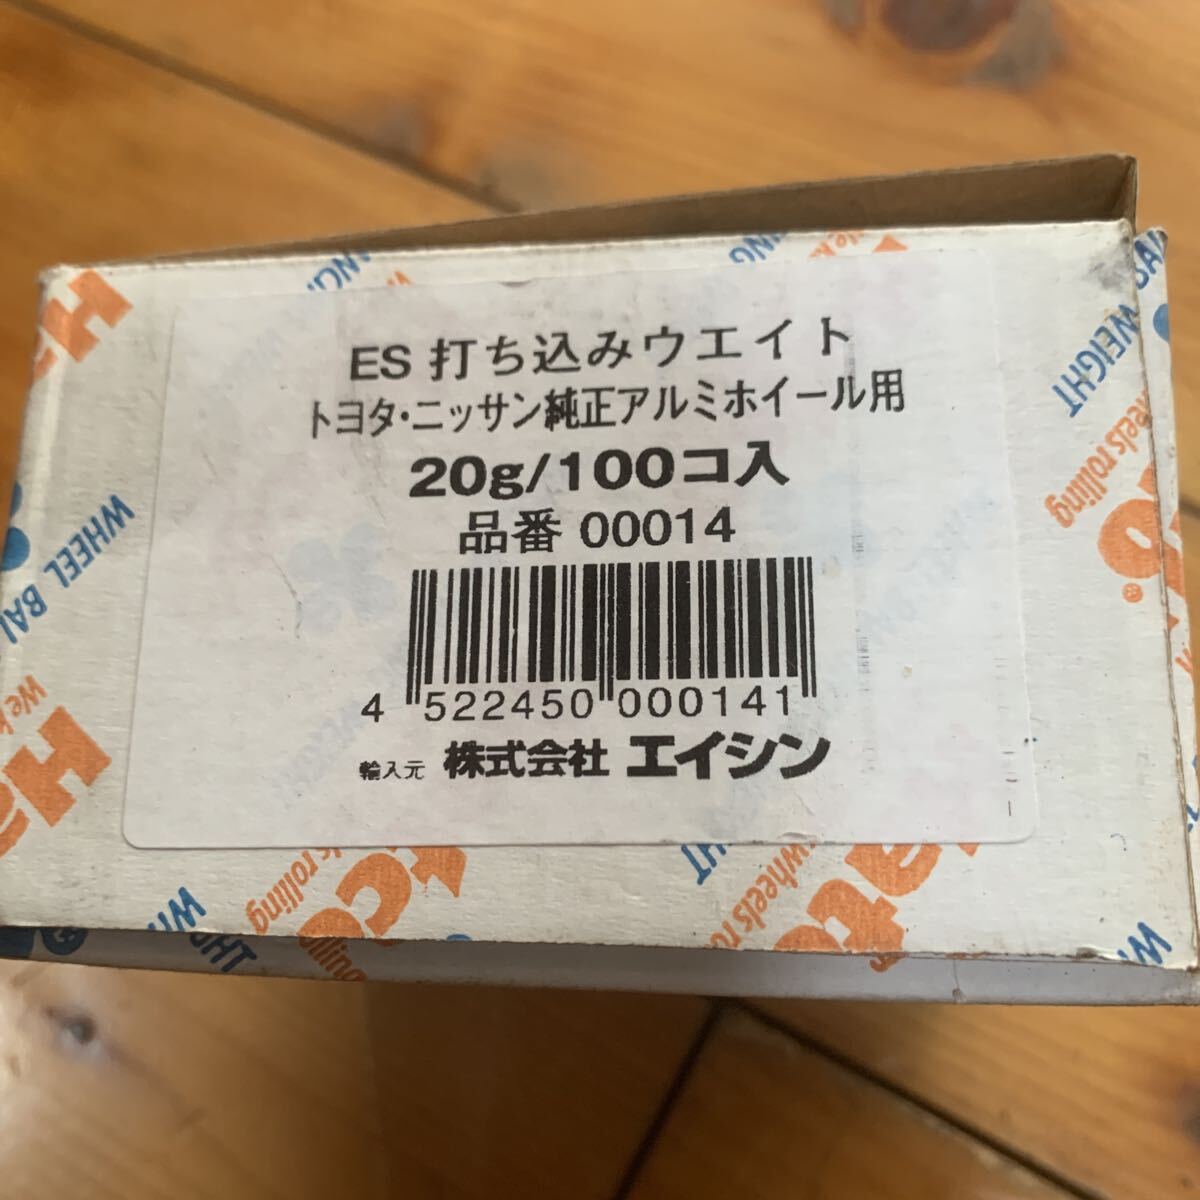 ES 打ち込みウエイト
トヨタ・ニッサン純正アルミホイール用
20g/100コ入
品番 00014
4 522450 000141
輸入元 株式会社 エイシン
WEIGHT
WHEEL BAL
rolling
wheels rolling